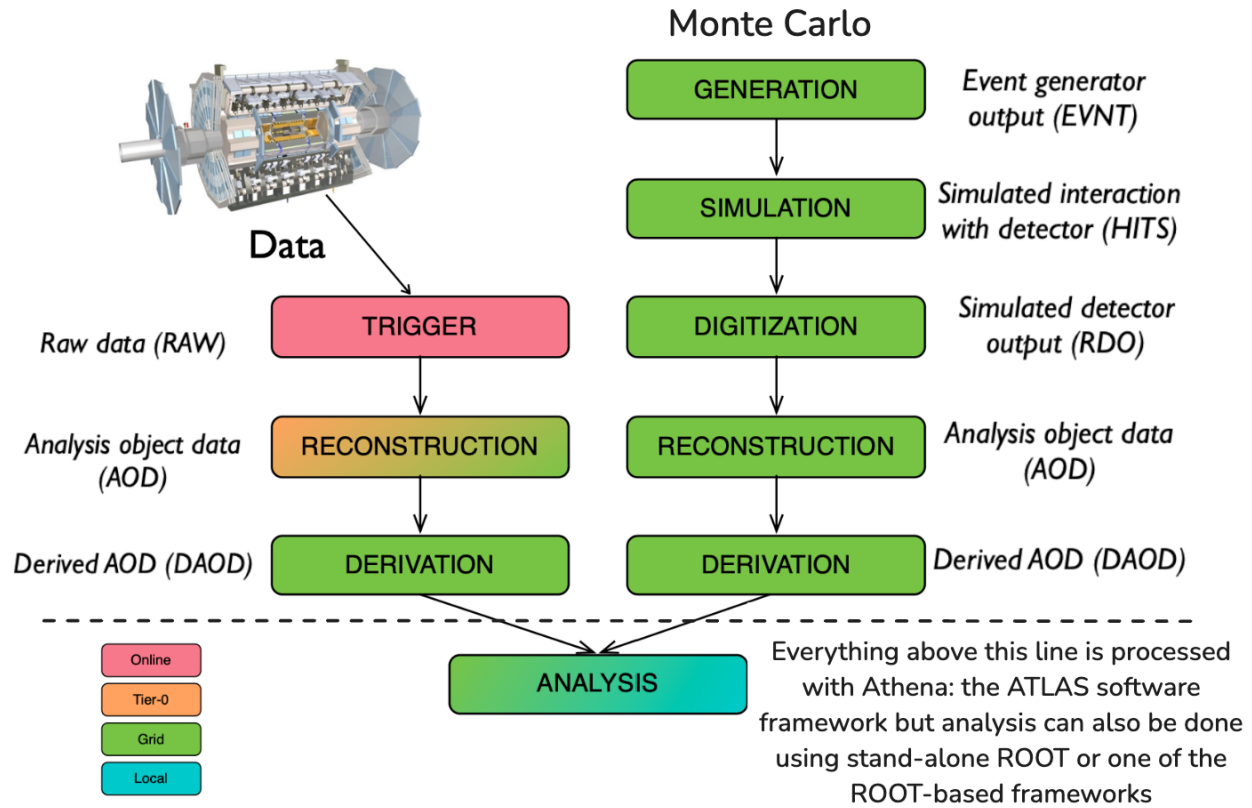 Monte Carlo
GENERATION
Event generator
output (EVNT)
SIMULATION
Simulated interaction
with detector (HITS)
Data
TRIGGER
Raw data (RAW)
DIGITIZATION
Simulated detector
output (RDO)
Analysis object data
(AOD)
RECONSTRUCTION
RECONSTRUCTION
Analysis object data
(AOD)
Derived AOD (DAOD)
DERIVATION
DERIVATION
Derived AOD (DAOD)
ANALYSIS
Online
Tier-0
Grid
Local
Everything above this line is processed
with Athena: the ATLAS software
framework but analysis can also be done
using stand-alone ROOT or one of the
ROOT-based frameworks